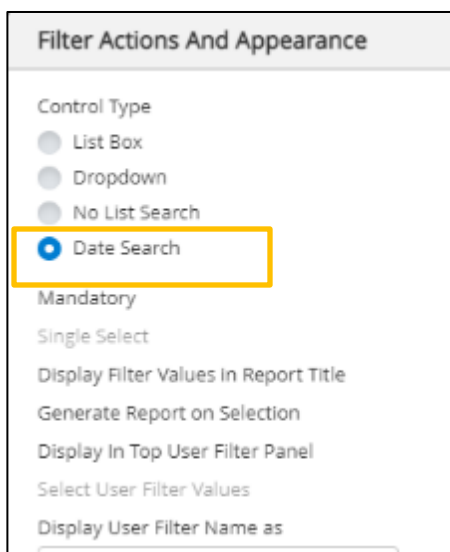 Filter Actions And Appearance
Control Type
List Box
Dropdown
No List Search
Date Search
Mandatory
Single Select
Display Filter Values In Report Title
Generate Report on Selection
Display In Top User Filter Panel
Select User Filter Values
Display User Filter Name as